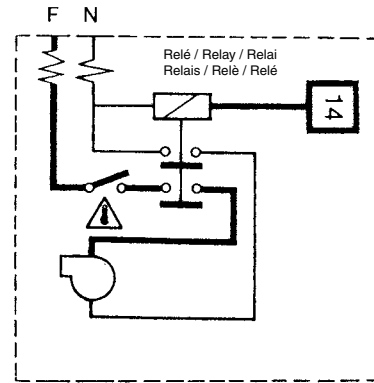 F N
Relé / Relay / Relai
Relais / Relè / Relé
14